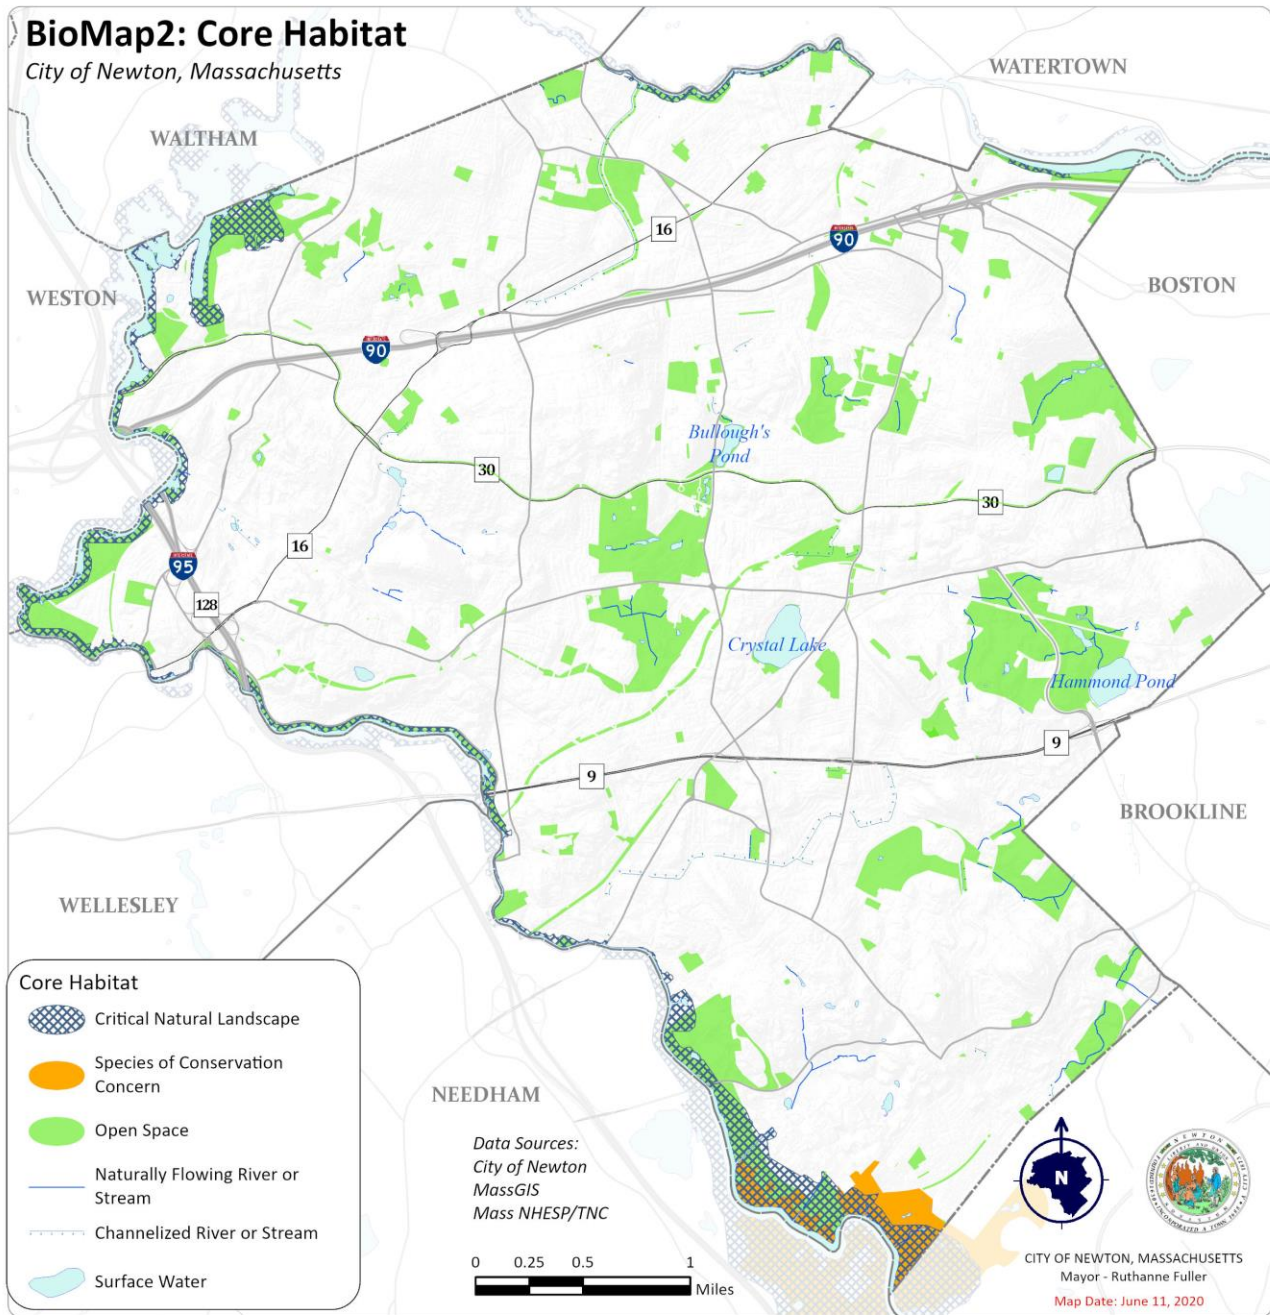 BioMap2: Core Habitat
City of Newton, Massachusetts
WATERTOWN
WALTHAM
16
90
WESTON
BOSTON
90
Bullough's
Pond
30
30
16
95
128
Crystal Lake
Hammond Pond
9
9
BROOKLINE
WELLESLEY
NEEDHAM
Core Habitat
Critical Natural Landscape
Species of Conservation
Concern
Open Space
Naturally Flowing River or
Stream
Channelized River or Stream
Surface Water
Data Sources:
City of Newton
MassGIS
Mass NHESP/TNC
0 0.25 0.5 1
Miles
N
CITY OF NEWTON, MASSACHUSETTS
Mayor - Ruthanne Fuller
Map Date: June 11, 2020